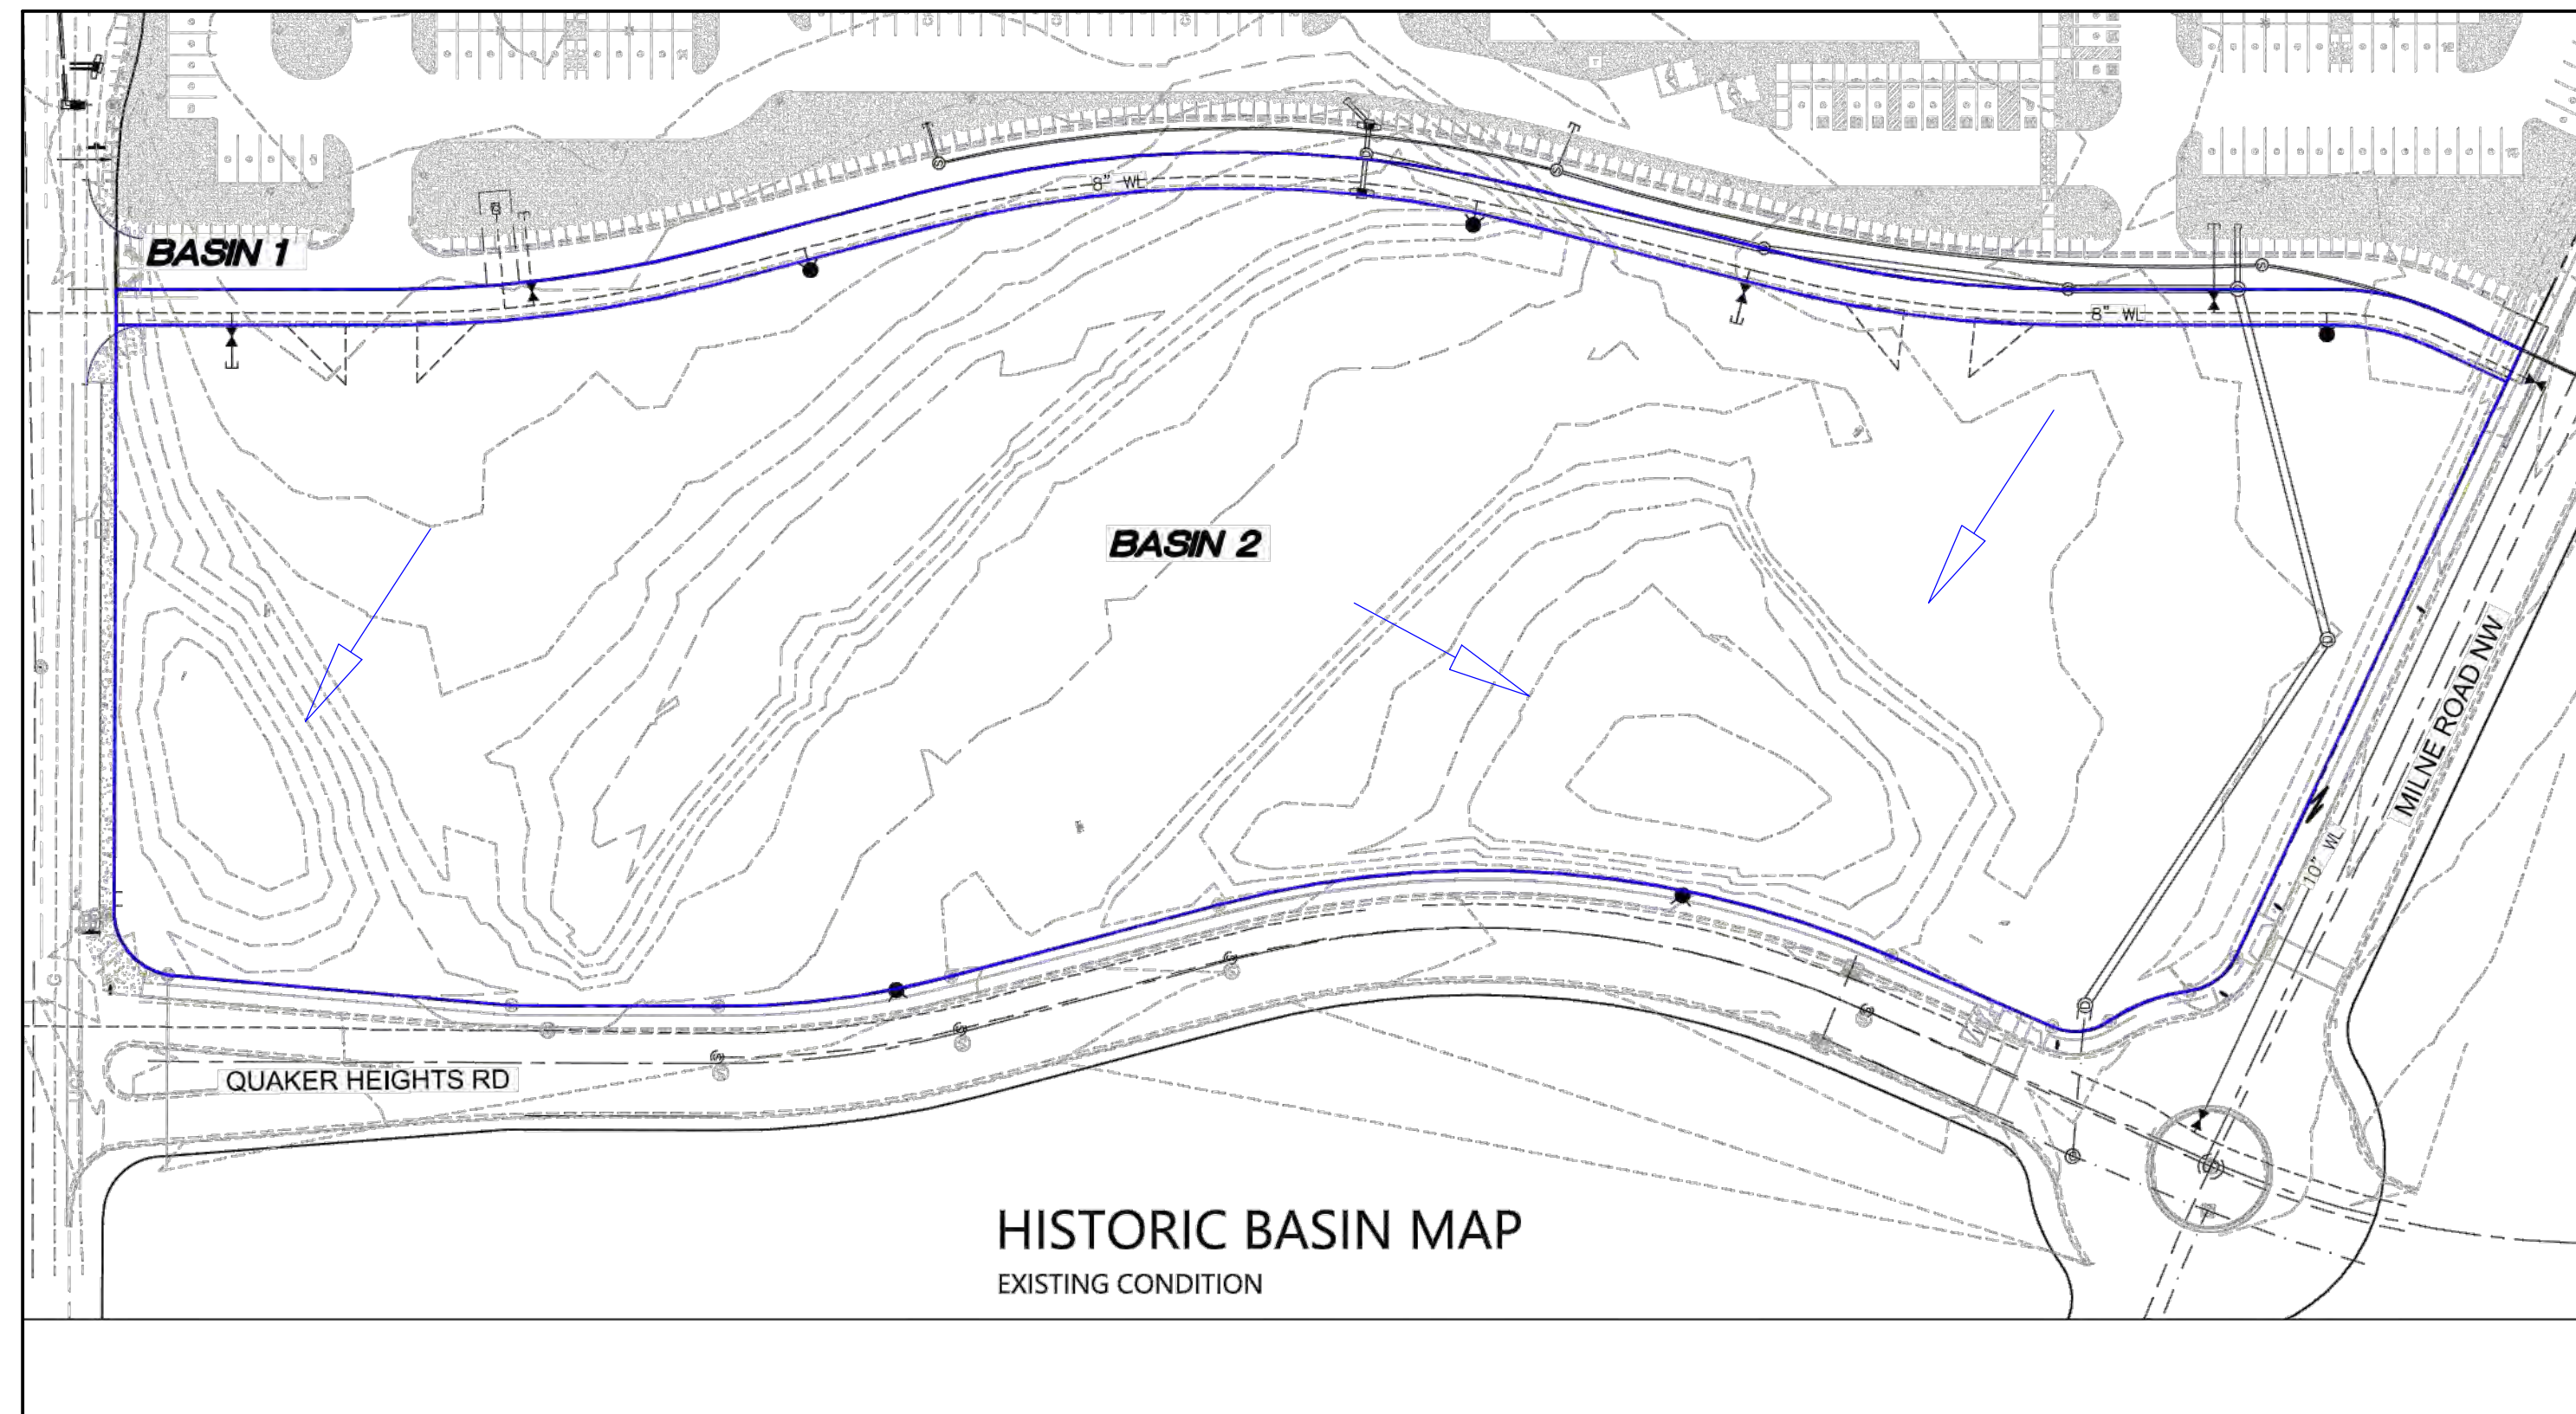 8" WL
BASIN 1
8" WL
BASIN 2
MILNE ROAD NW
10" WL
QUAKER HEIGHTS RD
HISTORIC BASIN MAP
EXISTING CONDITION